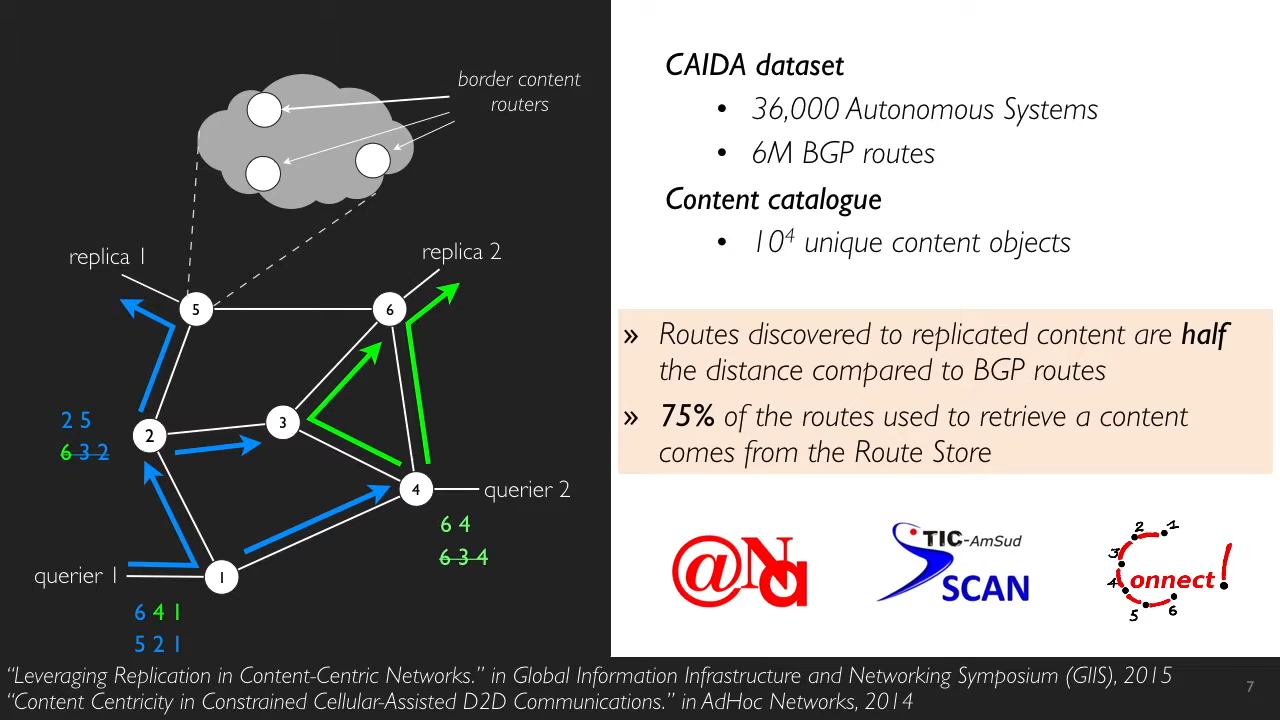 border content
routers
replica 1
replica 2
5
6
2 5
6 3 2
2
3
4
querier 2
6 4
6 3 4
querier 1
1
6 4 1
5 2 1
CAIDA dataset
• 36,000 Autonomous Systems
• 6M BGP routes
Content catalogue
• 10⁴ unique content objects
» Routes discovered to replicated content are half
the distance compared to BGP routes
» 75% of the routes used to retrieve a content
comes from the Route Store
@Na
STIC-AmSud
SCAN
Connect!
1
2
3
4
5
6
“Leveraging Replication in Content-Centric Networks.” in Global Information Infrastructure and Networking Symposium (GIIS), 2015
“Content Centricity in Constrained Cellular-Assisted D2D Communications.” in AdHoc Networks, 2014
7